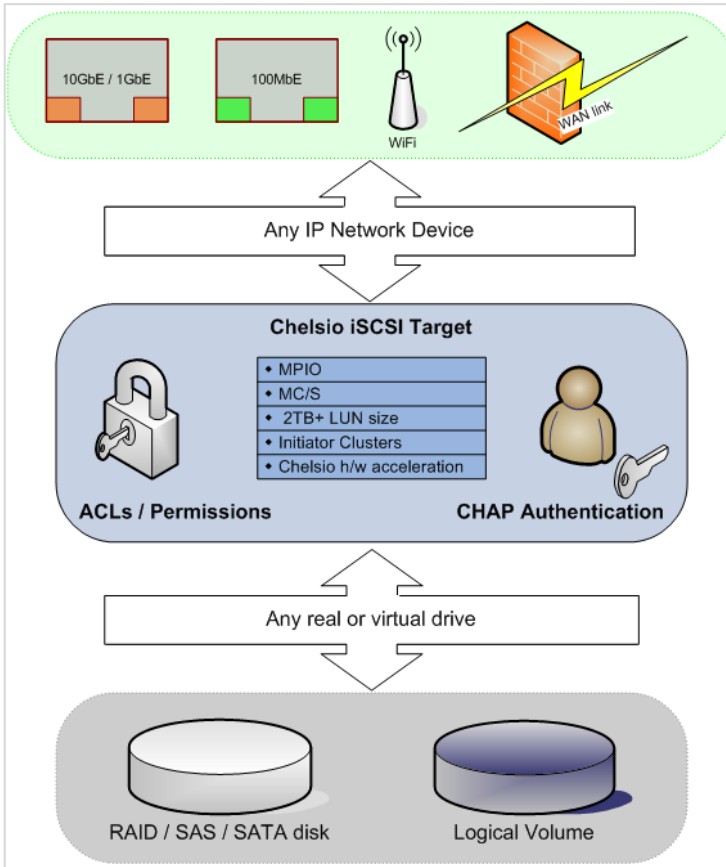 10GbE / 1GbE
100MbE
WiFi
WAN link
Any IP Network Device
Chelsio iSCSI Target
MPIO
MC/S
2TB+ LUN size
Initiator Clusters
Chelsio h/w acceleration
ACLs / Permissions
CHAP Authentication
Any real or virtual drive
RAID / SAS / SATA disk
Logical Volume